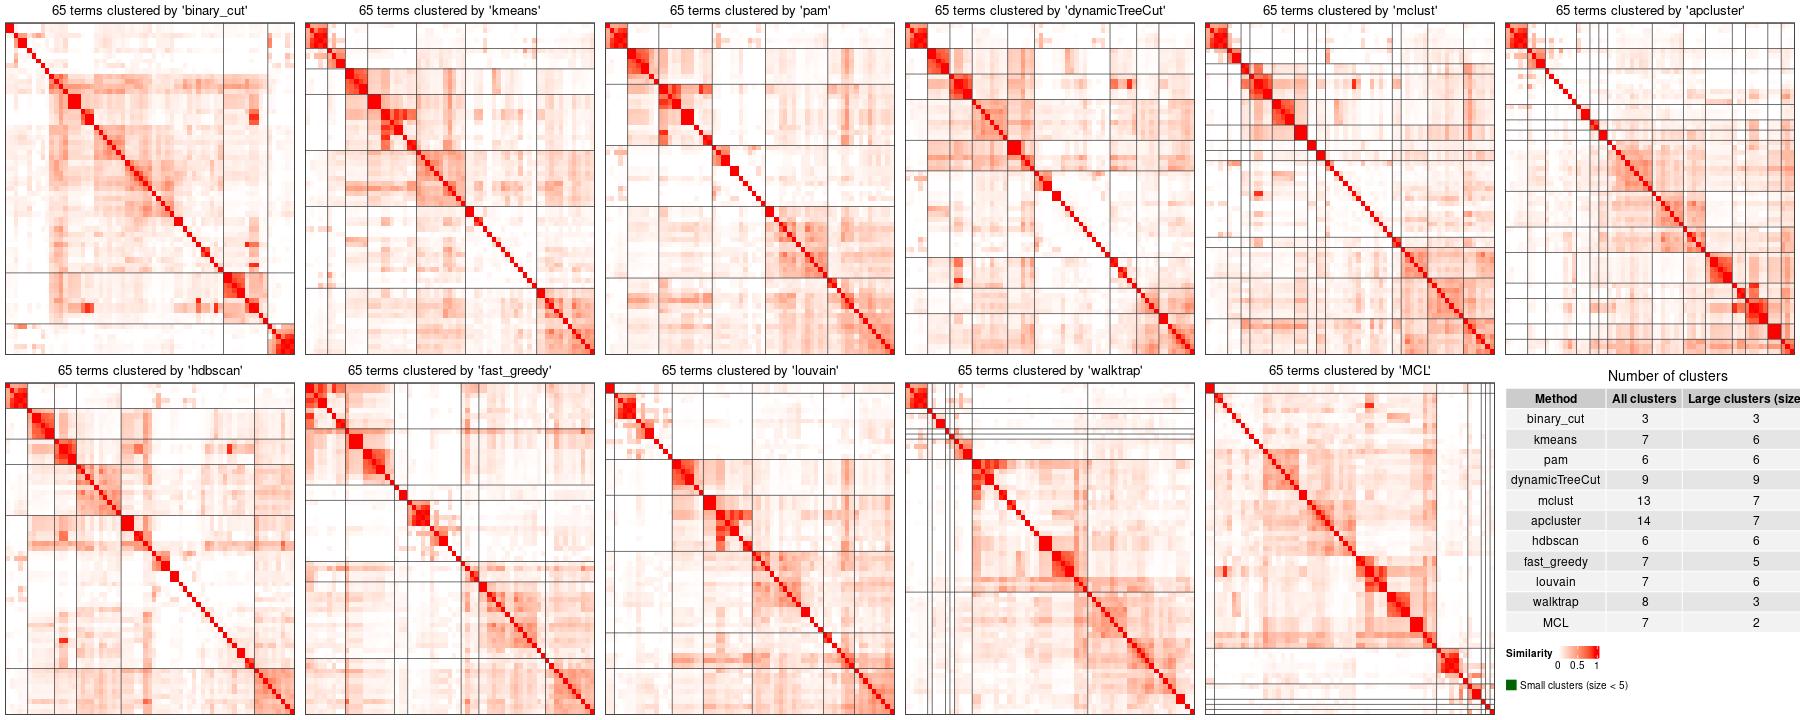 65 terms clustered by 'binary_cut'
65 terms clustered by 'kmeans'
65 terms clustered by 'pam'
65 terms clustered by 'dynamicTreeCut'
65 terms clustered by 'mclust'
65 terms clustered by 'apcluster'
65 terms clustered by 'hdbscan'
65 terms clustered by 'fast_greedy'
65 terms clustered by 'louvain'
65 terms clustered by 'walktrap'
65 terms clustered by 'MCL'
Number of clusters
Method All clusters Large clusters (size
binary_cut 3 3
kmeans 7 6
pam 6 6
dynamicTreeCut 9 9
mclust 13 7
apcluster 14 7
hdbscan 6 6
fast_greedy 7 5
louvain 7 6
walktrap 8 3
MCL 7 2
Similarity
0 0.5 1
Small clusters (size < 5)